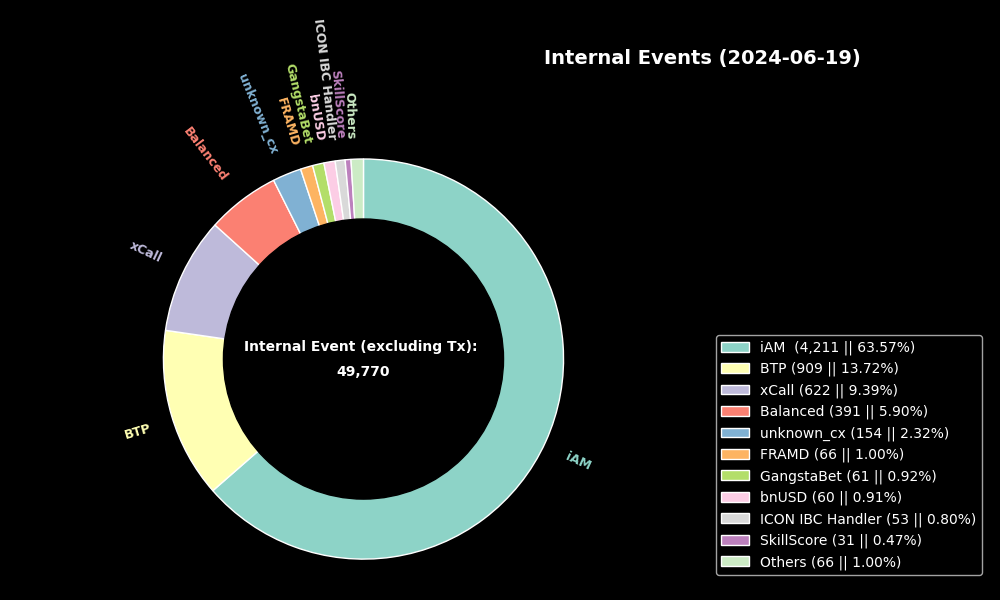 Internal Events (2024-06-19)
ICON IBC Handler
SkillScore
Others
bnUSD
GangstaBet
FRAMD
unknown_cx
Balanced
xCall
BTP
iAM
Internal Event (excluding Tx):
49,770
iAM  (4,211 || 63.57%)
BTP (909 || 13.72%)
xCall (622 || 9.39%)
Balanced (391 || 5.90%)
unknown_cx (154 || 2.32%)
FRAMD (66 || 1.00%)
GangstaBet (61 || 0.92%)
bnUSD (60 || 0.91%)
ICON IBC Handler (53 || 0.80%)
SkillScore (31 || 0.47%)
Others (66 || 1.00%)